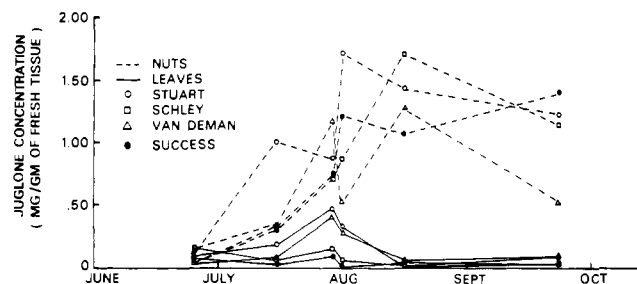 JUGLONE CONCENTRATION
( MG/GM OF FRESH TISSUE)
2.00
1.50
1.00
.50
0
NUTS
LEAVES
STUART
SCHLEY
VAN DEMAN
SUCCESS
JUNE JULY AUG SEPT OCT